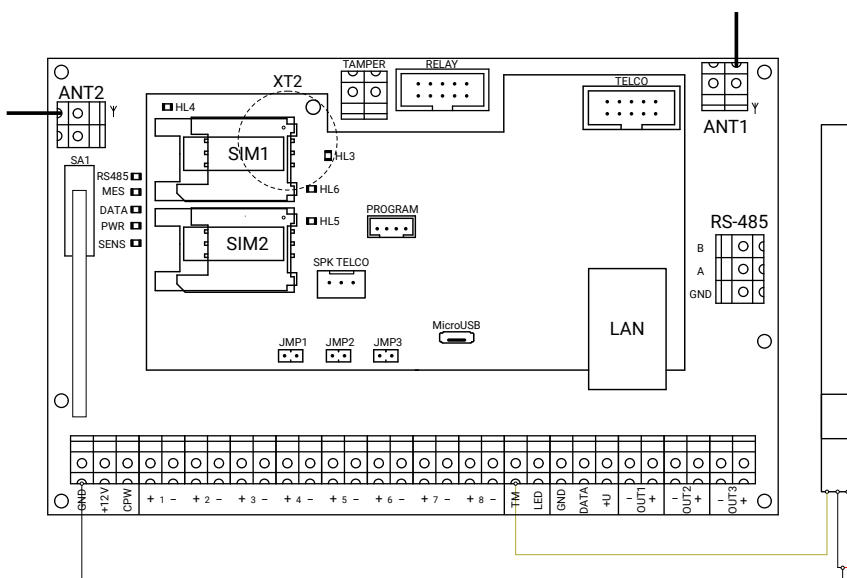 TAMPER
RELAY
XT2
TELCO
ANT2
HL4
ANT1
SIM1
HL3
SA1
RS485
MES
HL6
DATA
PROGRAM
PWR
HL5
RS-485
SENS
SIM2
B
SPK TELCO
A
GND
MicroUSB
LAN
JMP1 JMP2 JMP3
GND +12V CPW + 1 - + 2 - + 3 - + 4 - + 5 - + 6 - + 7 - + 8 - TM LED GND DATA +U - OUT1 + - OUT2 + - OUT3 +